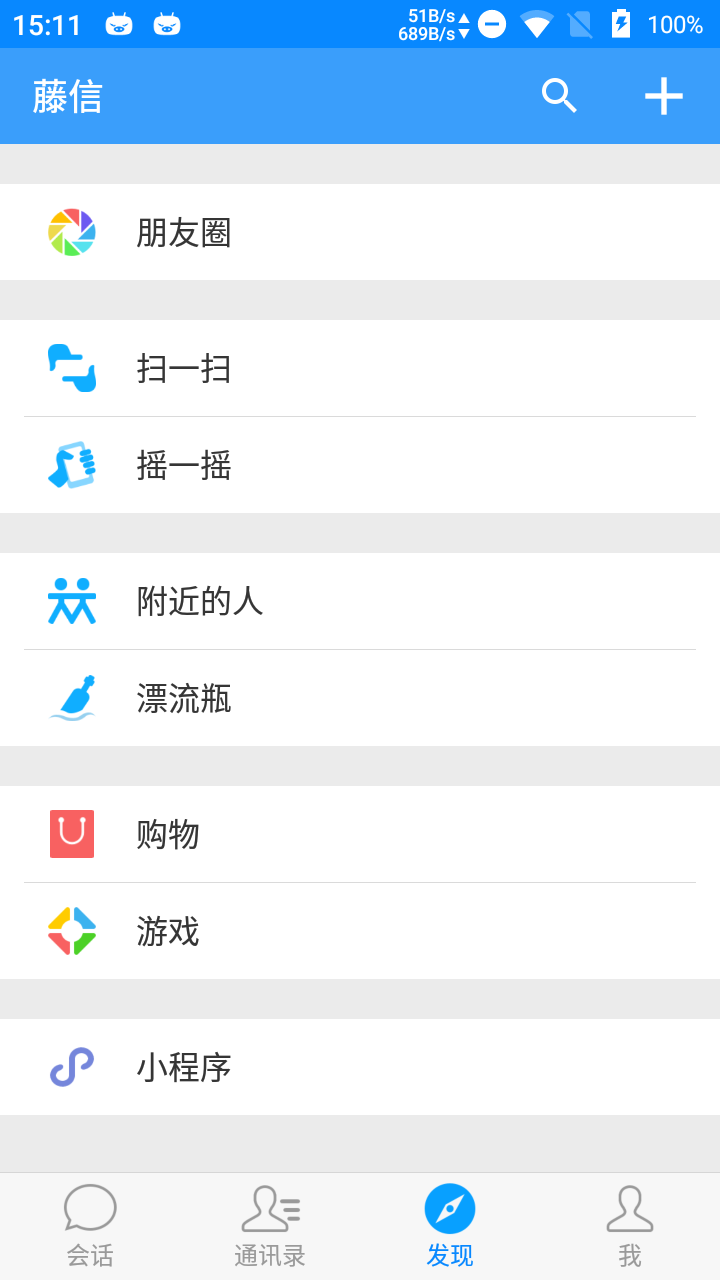 15:11
51B/s
689B/s
100%
藤信
朋友圈
扫一扫
摇一摇
附近的人
漂流瓶
购物
游戏
小程序
会话
通讯录
发现
我